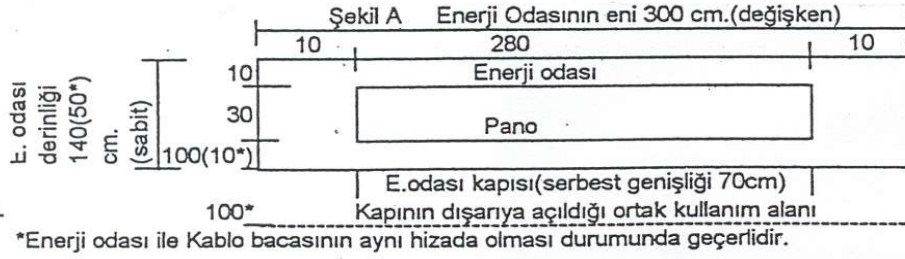 Şekil A Enerji Odasının eni 300 cm.(değişken)
10 280 10
E. odası derinliği 140(50*) cm. (sabit)
10 Enerji odası
30 Pano
100(10*)
E.odası kapısı(serbest genişliği 70cm)
100* Kapının dışarıya açıldığı ortak kullanım alanı
*Enerji odası ile Kablo bacasının aynı hizada olması durumunda geçerlidir.